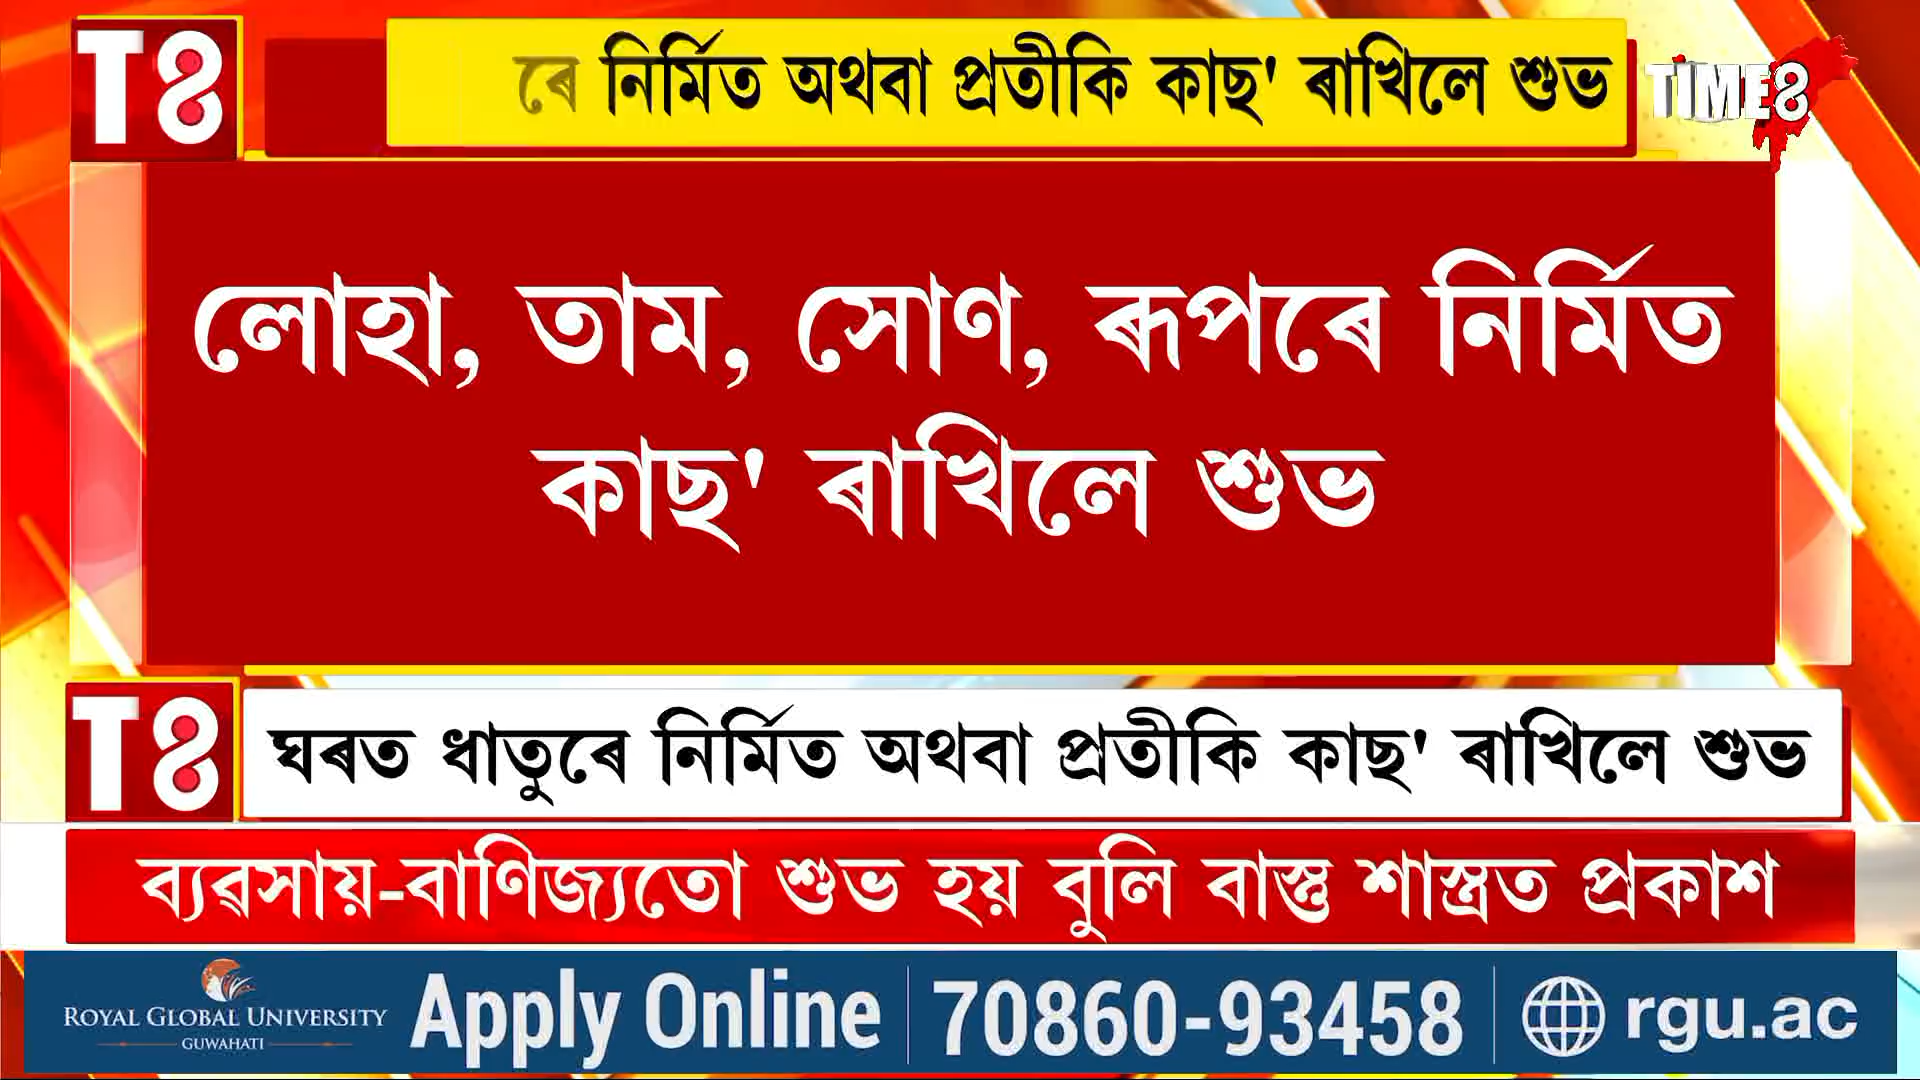 T8
ৰে নিৰ্মিত অথবা প্ৰতীকি কাছ' ৰাখিলে শুভ
TIME8
লোহা, তাম, সোণ, ৰূপৰে নিৰ্মিত
কাছ' ৰাখিলে শুভ
T8
ঘৰত ধাতুৰে নিৰ্মিত অথবা প্ৰতীকি কাছ' ৰাখিলে শুভ
ব্যৱসায়-বাণিজ্যতো শুভ হয় বুলি বাস্তু শাস্ত্ৰত প্ৰকাশ
ROYAL GLOBAL UNIVERSITY
GUWAHATI
Apply Online
70860-93458
rgu.ac